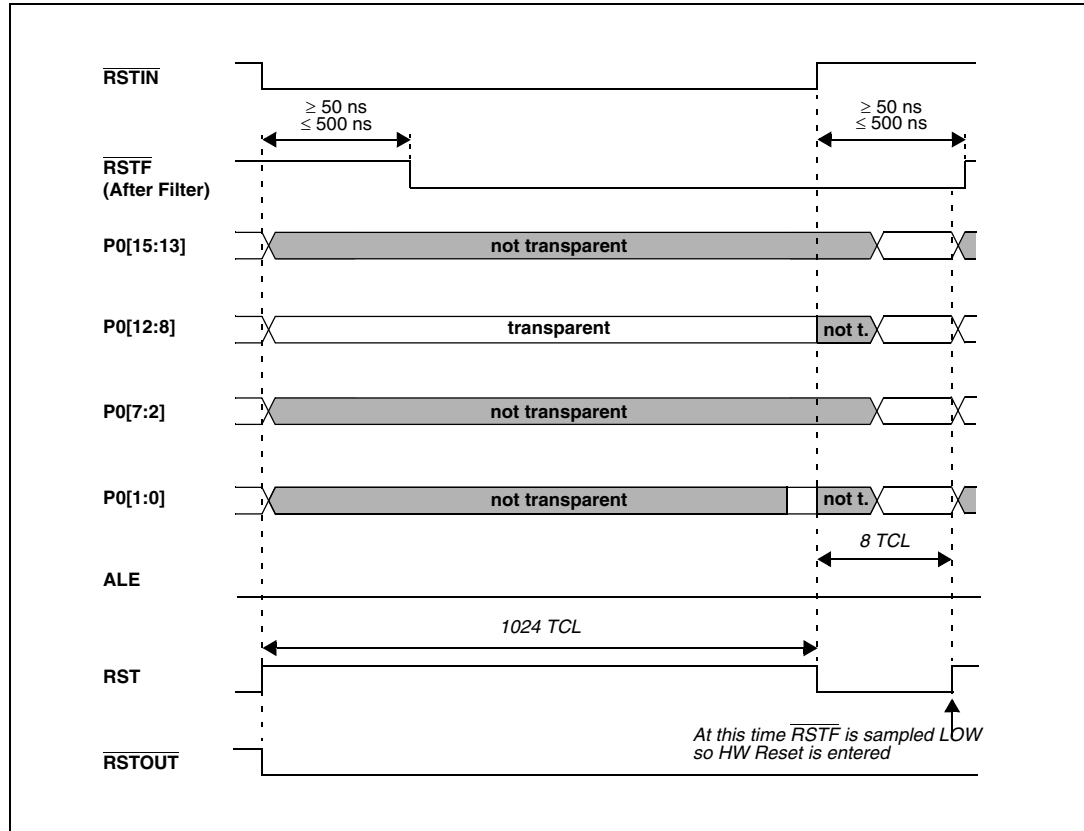 RSTIN
≥ 50 ns
≤ 500 ns
≥ 50 ns
≤ 500 ns
RSTF
(After Filter)
P0[15:13]
not transparent
P0[12:8]
transparent
not t.
P0[7:2]
not transparent
P0[1:0]
not transparent
not t.
8 TCL
ALE
1024 TCL
RST
At this time RSTF is sampled LOW
so HW Reset is entered
RSTOUT